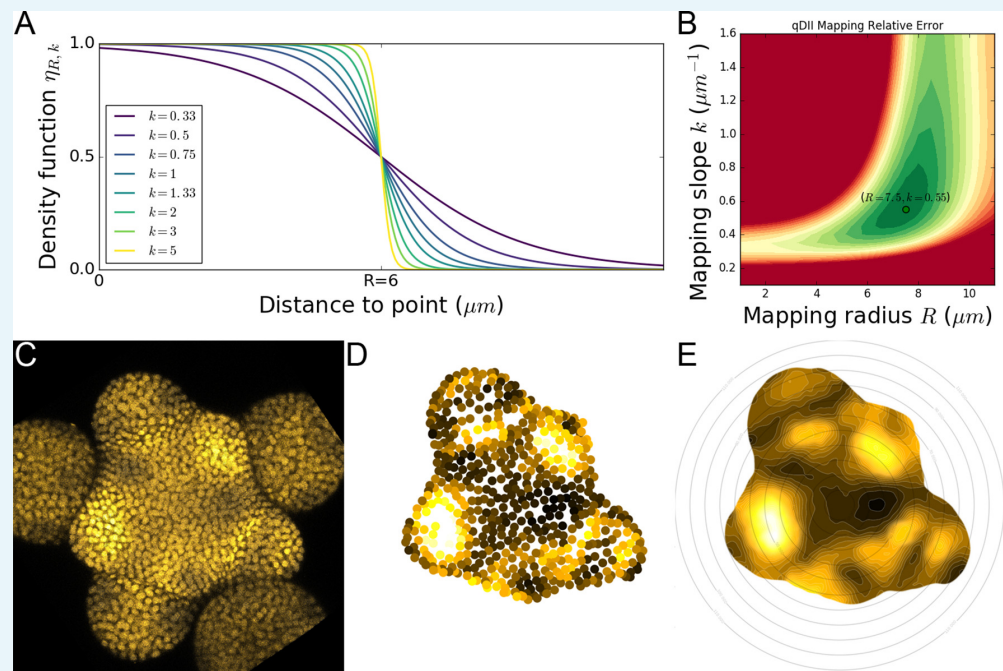 A
Density function η_{R,k}
1.0
0.5
0.0
k=0.33
k=0.5
k=0.75
k=1
k=1.33
k=2
k=3
k=5
0
R=6
Distance to point (μm)
B
qDII Mapping Relative Error
Mapping slope k (μm⁻¹)
1.6
1.4
1.2
1.0
0.8
0.6
0.4
0.2
(R=7.5, k=0.55)
2
4
6
8
10
Mapping radius R (μm)
C
D
E